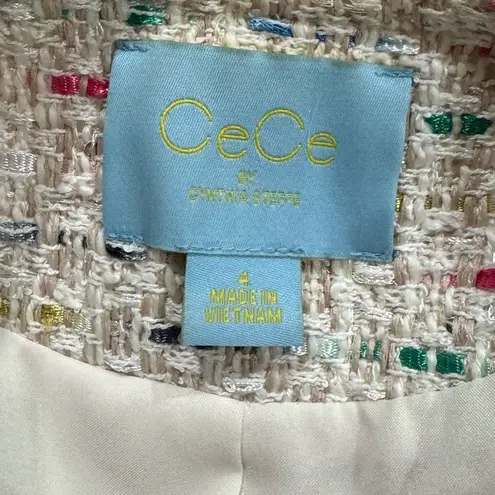 CeCe
BY
CYNTHIA STEFFE
4
MADE IN
VIETNAM